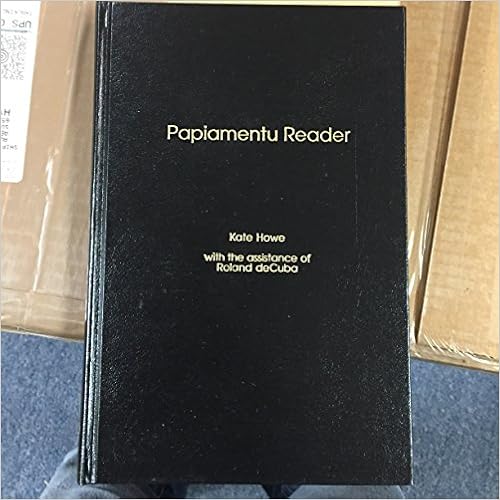 Papiamentu Reader
Kate Howe
with the assistance of
Roland deCuba